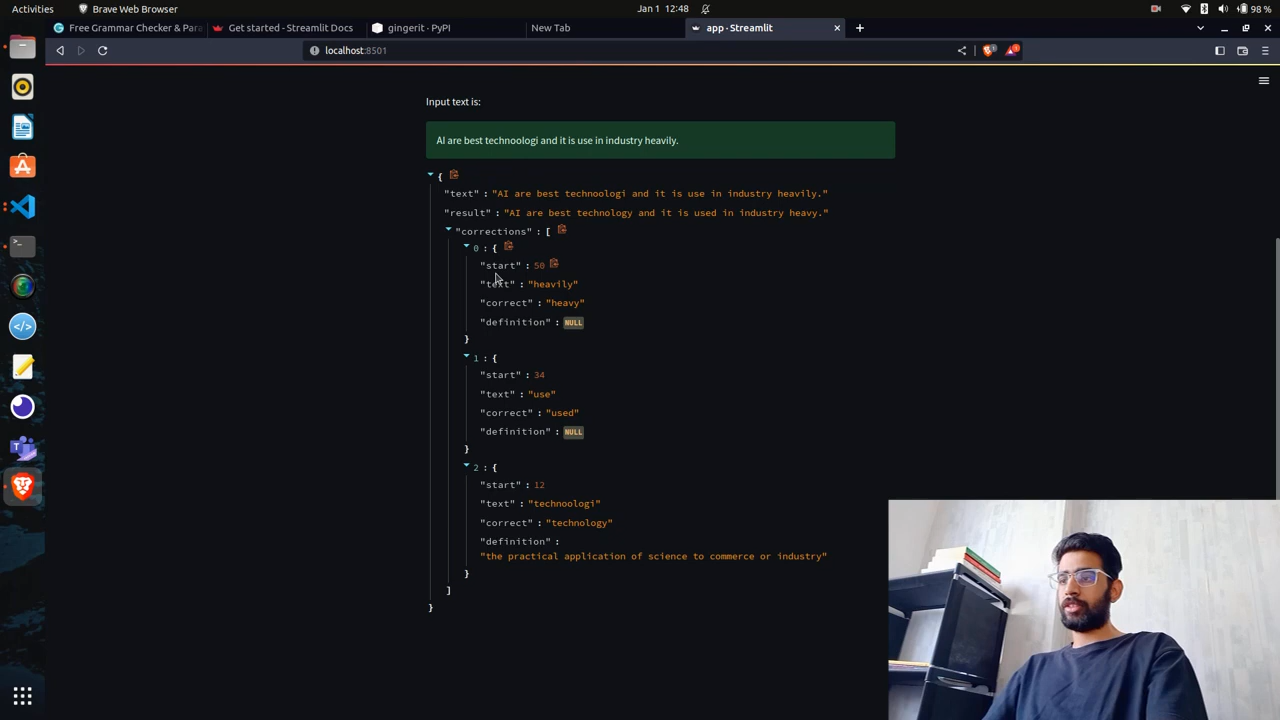 Activities
Brave Web Browser
Jan 1 12:48
98 %
Free Grammar Checker & Para
Get started · Streamlit Docs
gingerit · PyPI
New Tab
app · Streamlit
localhost:8501
Input text is:
AI are best technoologi and it is use in industry heavily.
{
"text" : "AI are best technoologi and it is use in industry heavily."
"result" : "AI are best technology and it is used in industry heavy."
"corrections" : [
0 : {
"start" : 50
"text" : "heavily"
"correct" : "heavy"
"definition" : NULL
}
1 : {
"start" : 34
"text" : "use"
"correct" : "used"
"definition" : NULL
}
2 : {
"start" : 12
"text" : "technoologi"
"correct" : "technology"
"definition" :
"the practical application of science to commerce or industry"
}
]
}